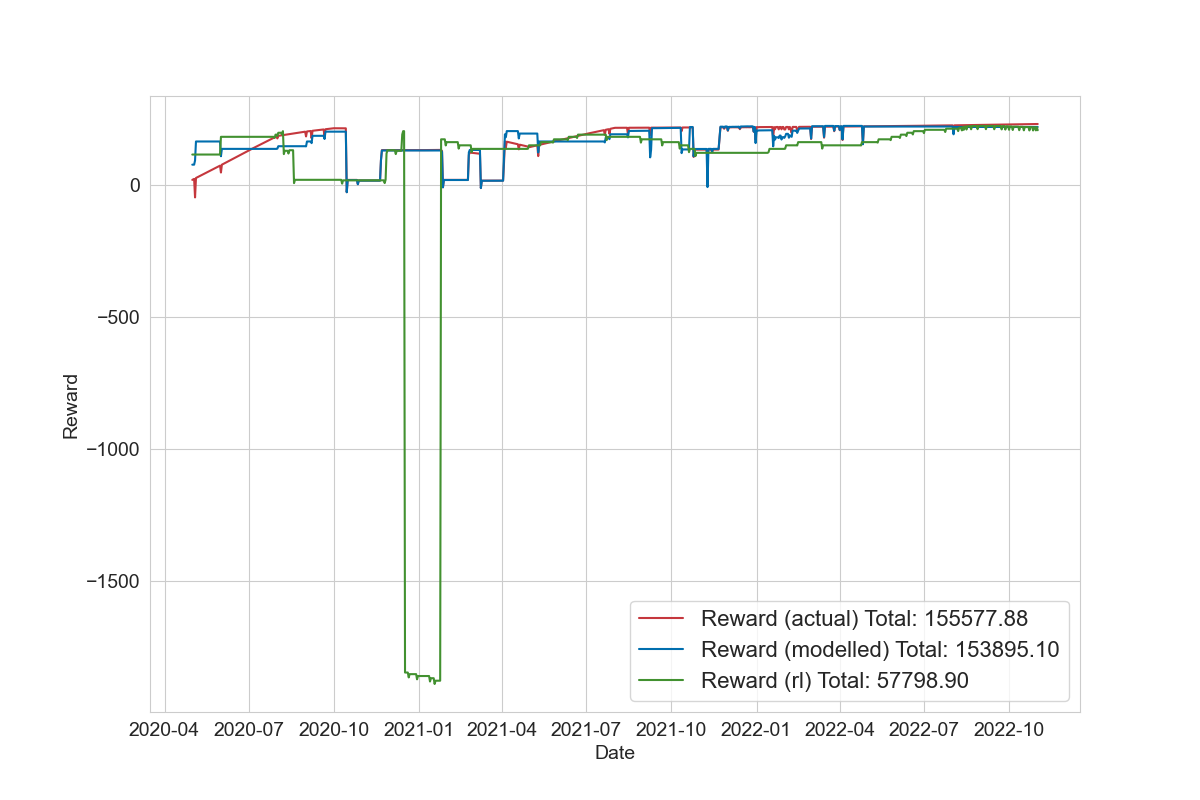 0
−500
−1000
−1500
Reward
Reward (actual) Total: 155577.88
Reward (modelled) Total: 153895.10
Reward (rl) Total: 57798.90
2020-04 2020-07 2020-10 2021-01 2021-04 2021-07 2021-10 2022-01 2022-04 2022-07 2022-10
Date